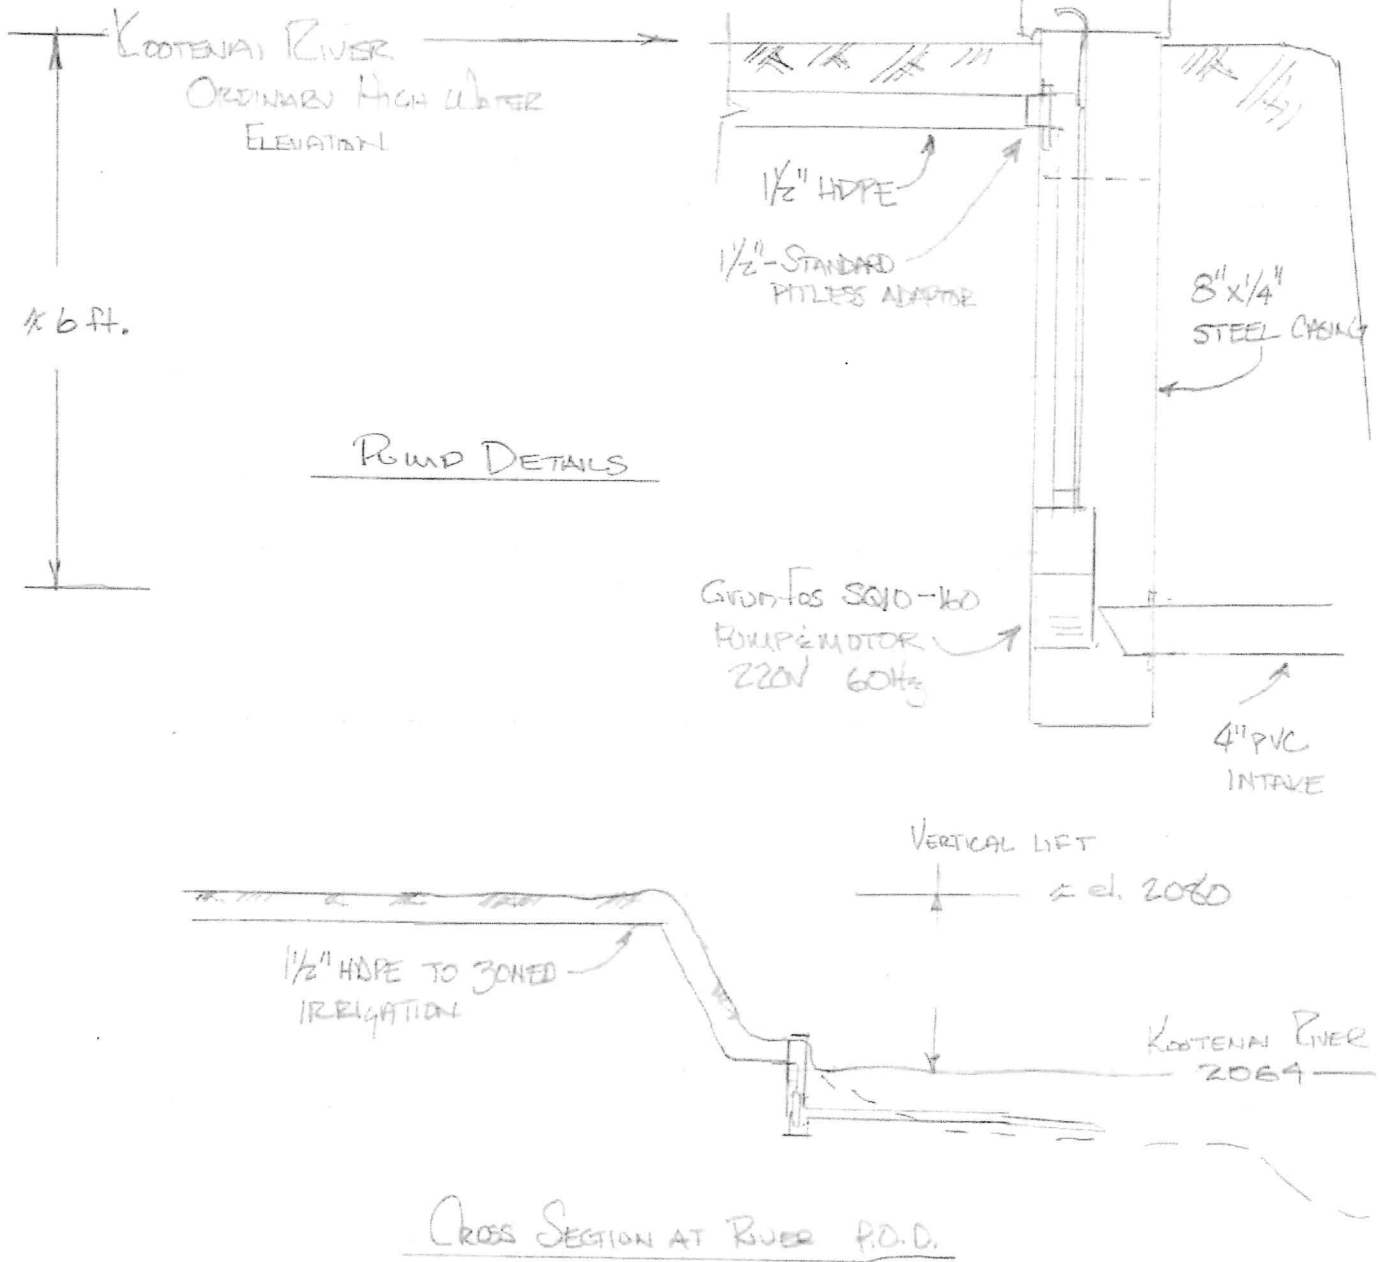 KOOTENAI RIVER
ORDINARY HIGH WATER
ELEVATION
1½" HDPE
1½"-STANDARD
PITLESS ADAPTOR
8"x¼"
STEEL CASING
≈ 6 ft.
PUMP DETAILS
Grumfos SQ10-160
PUMP & MOTOR
220V 60Hz
4" PVC
INTAKE
VERTICAL LIFT
≈ el. 2080
1½" HDPE TO ZONED
IRRIGATION
KOOTENAI RIVER
2064
CROSS SECTION AT RIVER P.O.D.